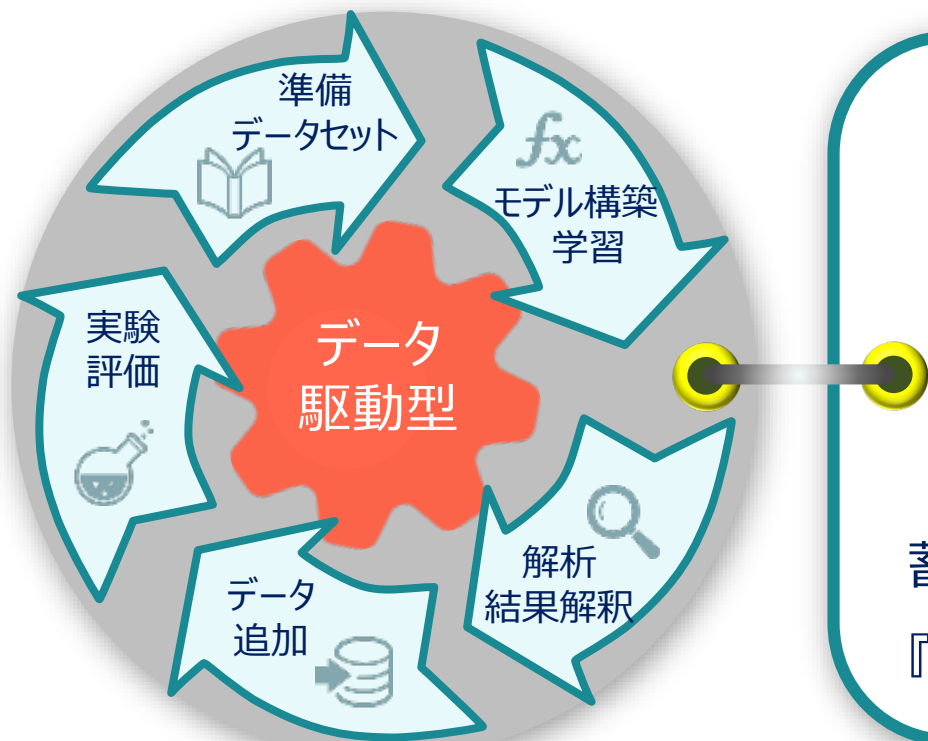 準備
データセット
fx
モデル構築
学習
実験
評価
データ
駆動型
解析
結果解釈
データ
追加
『